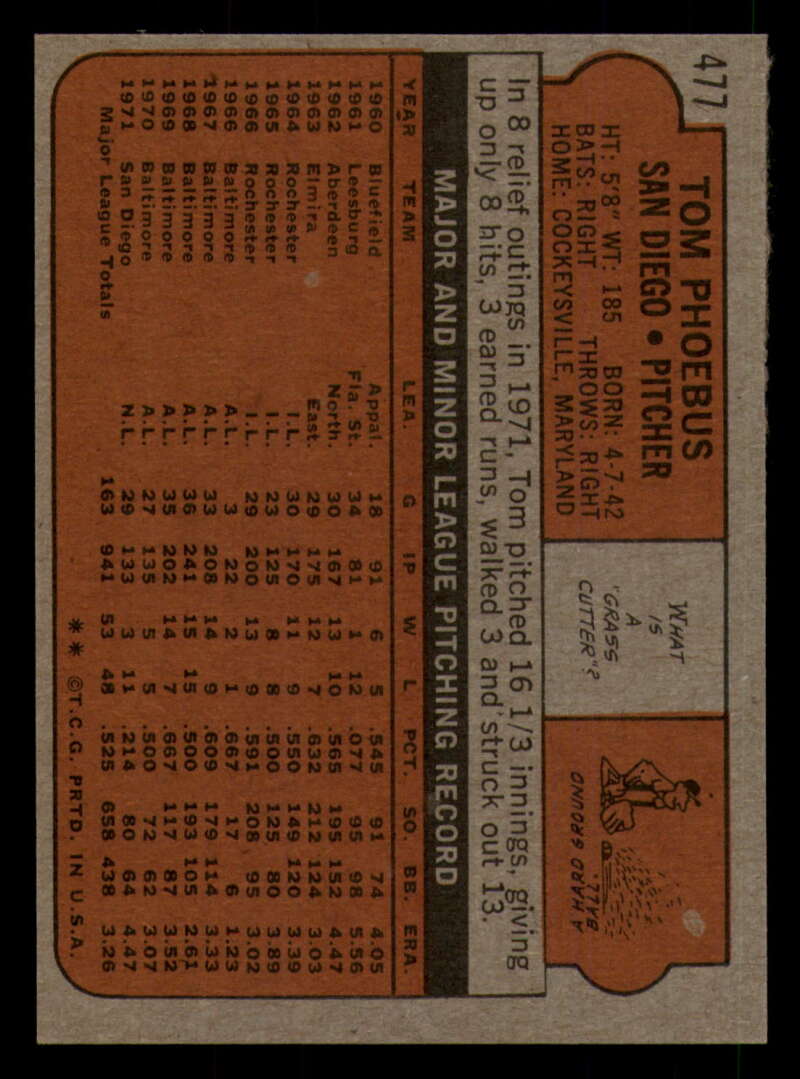 477
TOM PHOEBUS
SAN DIEGO • PITCHER
HT: 5'8" WT: 185 BORN: 4-7-42
BATS: RIGHT THROWS: RIGHT
HOME: COCKEYSVILLE, MARYLAND
WHAT
IS
A
"GRASS
CUTTER"?
A HARD GROUND
BALL.
In 8 relief outings in 1971, Tom pitched 16 1/3 innings, giving
up only 8 hits, 3 earned runs, walked 3 and struck out 13.
MAJOR AND MINOR LEAGUE PITCHING RECORD
YEAR TEAM LEA. G IP W L PCT. SO. BB. ERA.
1960 Bluefield Appal. 18 91 6 5 .545 91 74 4.05
1961 Leesburg Fla. St. 34 81 1 12 .077 95 98 5.56
1962 Aberdeen North. 30 167 13 10 .565 195 152 4.47
1963 Elmira East. 29 175 12 7 .632 212 124 3.03
1964 Rochester I.L. 30 170 11 9 .550 149 120 3.39
1965 Rochester I.L. 23 125 8 8 .500 125 80 3.89
1966 Rochester I.L. 29 200 13 9 .591 208 95 3.02
1966 Baltimore A.L. 3 22 2 1 .667 17 6 1.23
1967 Baltimore A.L. 33 208 14 9 .609 179 114 3.33
1968 Baltimore A.L. 36 241 15 15 .500 193 105 2.61
1969 Baltimore A.L. 35 202 14 7 .667 117 87 3.52
1970 Baltimore A.L. 27 135 5 5 .500 72 62 3.07
1971 San Diego N.L. 29 133 3 11 .214 80 64 4.47
Major League Totals 163 941 53 48 .525 658 438 3.26
** ©T.C.G. PRTD. IN U.S.A.